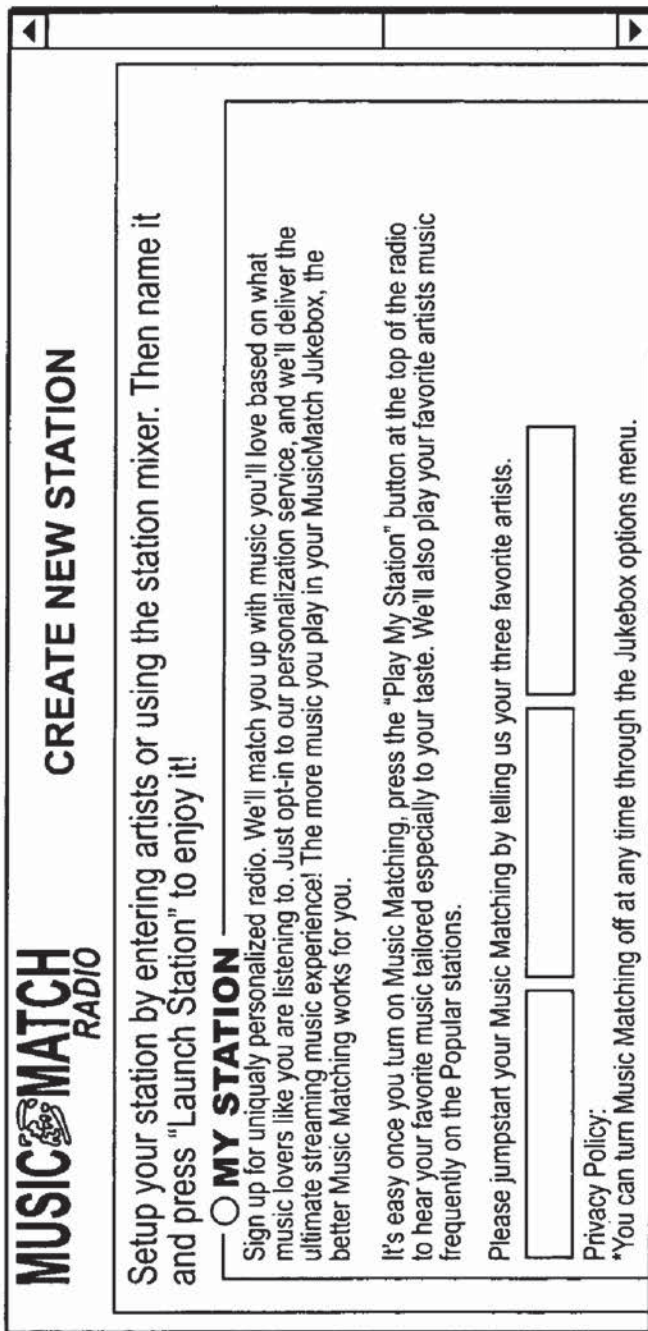 MUSICMATCH
RADIO
CREATE NEW STATION
Setup your station by entering artists or using the station mixer. Then name it
and press “Launch Station” to enjoy it!
MY STATION
Sign up for uniqualy personalized radio. We'll match you up with music you'll love based on what
music lovers like you are listening to. Just opt-in to our personalization service, and we'll deliver the
ultimate streaming music experience! The more music you play in your MusicMatch Jukebox, the
better Music Matching works for you.
It's easy once you turn on Music Matching, press the “Play My Station” button at the top of the radio
to hear your favorite music tailored especially to your taste. We'll also play your favorite artists music
frequently on the Popular stations.
Please jumpstart your Music Matching by telling us your three favorite artists.
Privacy Policy:
*You can turn Music Matching off at any time through the Jukebox options menu.